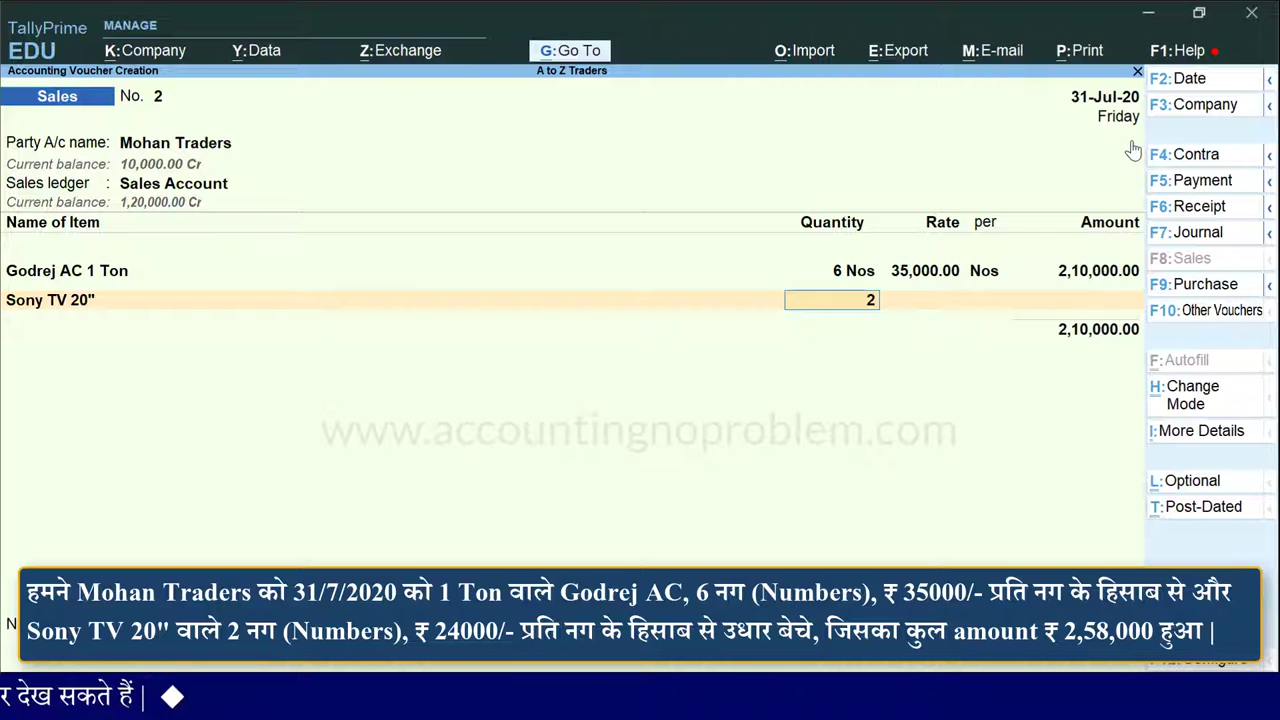 TallyPrime
MANAGE
EDU
K:Company
Y:Data
Z:Exchange
G:Go To
O:Import
E:Export
M:E-mail
P:Print
F1:Help
Accounting Voucher Creation
A to Z Traders
Sales No. 2
31-Jul-20
Friday
Party A/c name: Mohan Traders
Current balance: 10,000.00 Cr
Sales ledger : Sales Account
Current balance: 1,20,000.00 Cr
Name of Item Quantity Rate per Amount
Godrej AC 1 Ton 6 Nos 35,000.00 Nos 2,10,000.00
Sony TV 20" 2
2,10,000.00
F2:Date
F3:Company
F4:Contra
F5:Payment
F6:Receipt
F7:Journal
F8:Sales
F9:Purchase
F10:Other Vouchers
F:Autofill
H:Change
Mode
I:More Details
L:Optional
T:Post-Dated
www.accountingnoproblem.com
हमने Mohan Traders को 31/7/2020 को 1 Ton वाले Godrej AC, 6 नग (Numbers), ₹ 35000/- प्रति नग के हिसाब से और
Sony TV 20" वाले 2 नग (Numbers), ₹ 24000/- प्रति नग के हिसाब से उधार बेचे, जिसका कुल amount ₹ 2,58,000 हुआ |
र देख सकते हैं |